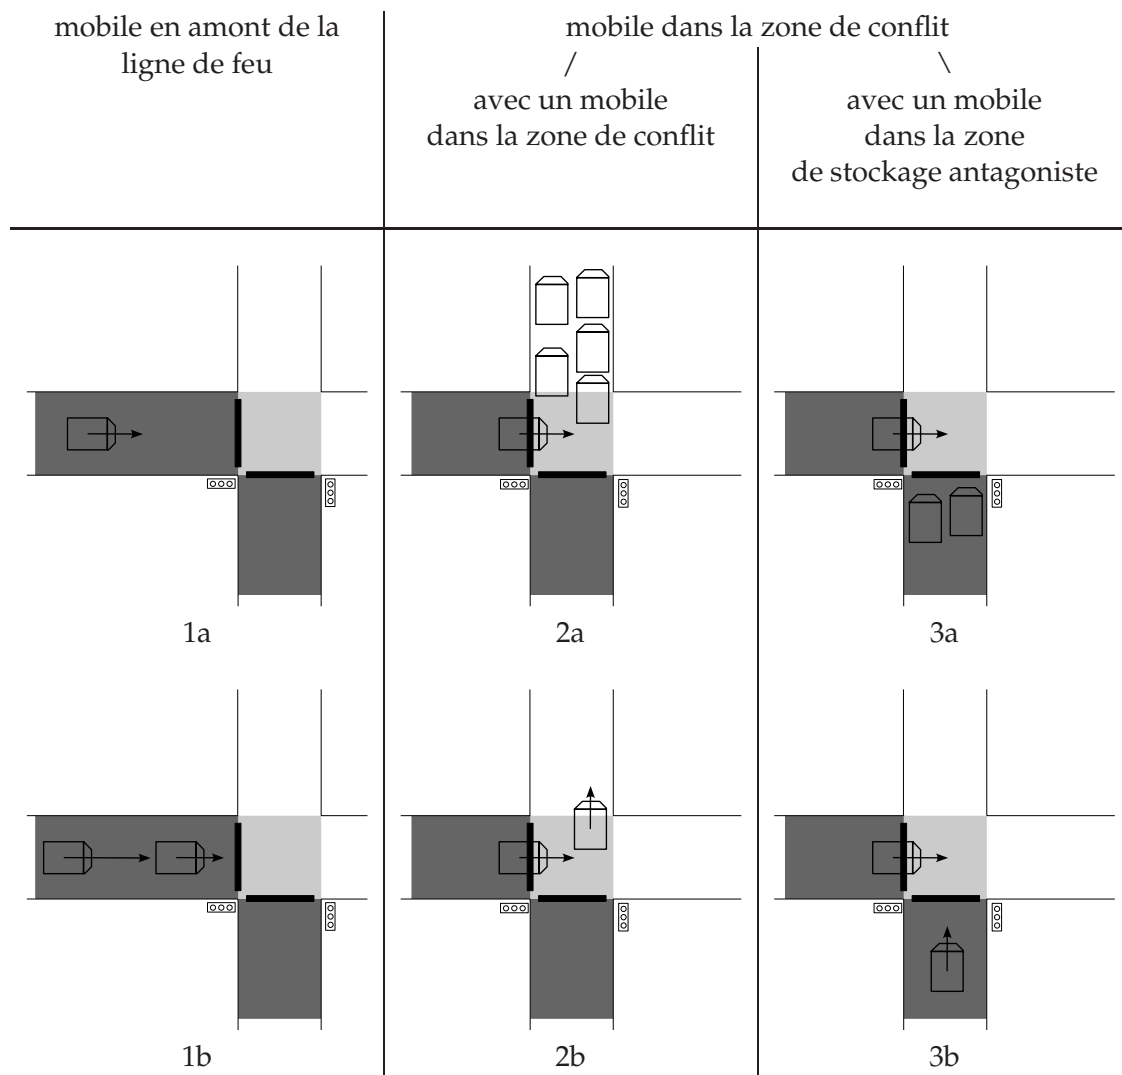 mobile en amont de la
ligne de feu
mobile dans la zone de conflit
/ \
avec un mobile
dans la zone de conflit
avec un mobile
dans la zone
de stockage antagoniste
1a
2a
3a
1b
2b
3b